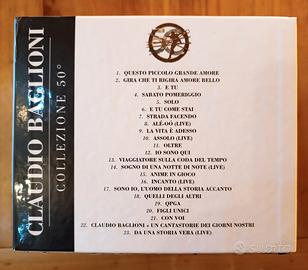 CLAUDIO BAGLIONI
COLLEZIONE 50°
1. QUESTO PICCOLO GRANDE AMORE
2. GIRA CHE TI RIGIRA AMORE BELLO
3. E TU
4. SABATO POMERIGGIO
5. SOLO
6. E TU COME STAI
7. STRADA FACENDO
8. ALÈ-OÓ (LIVE)
9. LA VITA È ADESSO
10. ASSOLO (LIVE)
11. OLTRE
12. IO SONO QUI
13. VIAGGIATORE SULLA CODA DEL TEMPO
14. SOGNO DI UNA NOTTE DI NOTE (LIVE)
15. ANIME IN GIOCO
16. INCANTO (LIVE)
17. SONO IO, L'UOMO DELLA STORIA ACCANTO
18. QUELLI DEGLI ALTRI
19. QPGA
20. FIGLI UNICI
21. CON VOI
22. CLAUDIO BAGLIONI - UN CANTASTORIE DEI GIORNI NOSTRI
23. DA UNA STORIA VERA (LIVE)
subito